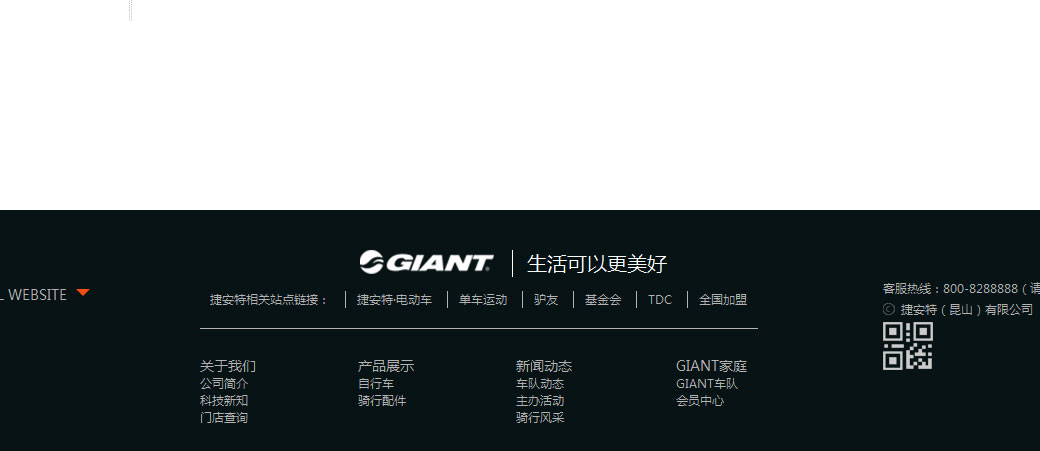 GIANT 生活可以更美好
L WEBSITE
捷安特相关站点链接： 捷安特·电动车 单车运动 驴友 基金会 TDC 全国加盟
客服热线：800-8288888（请
© 捷安特（昆山）有限公司
关于我们 产品展示 新闻动态 GIANT家庭
公司简介 自行车 车队动态 GIANT车队
科技新知 骑行配件 主办活动 会员中心
门店查询 骑行风采